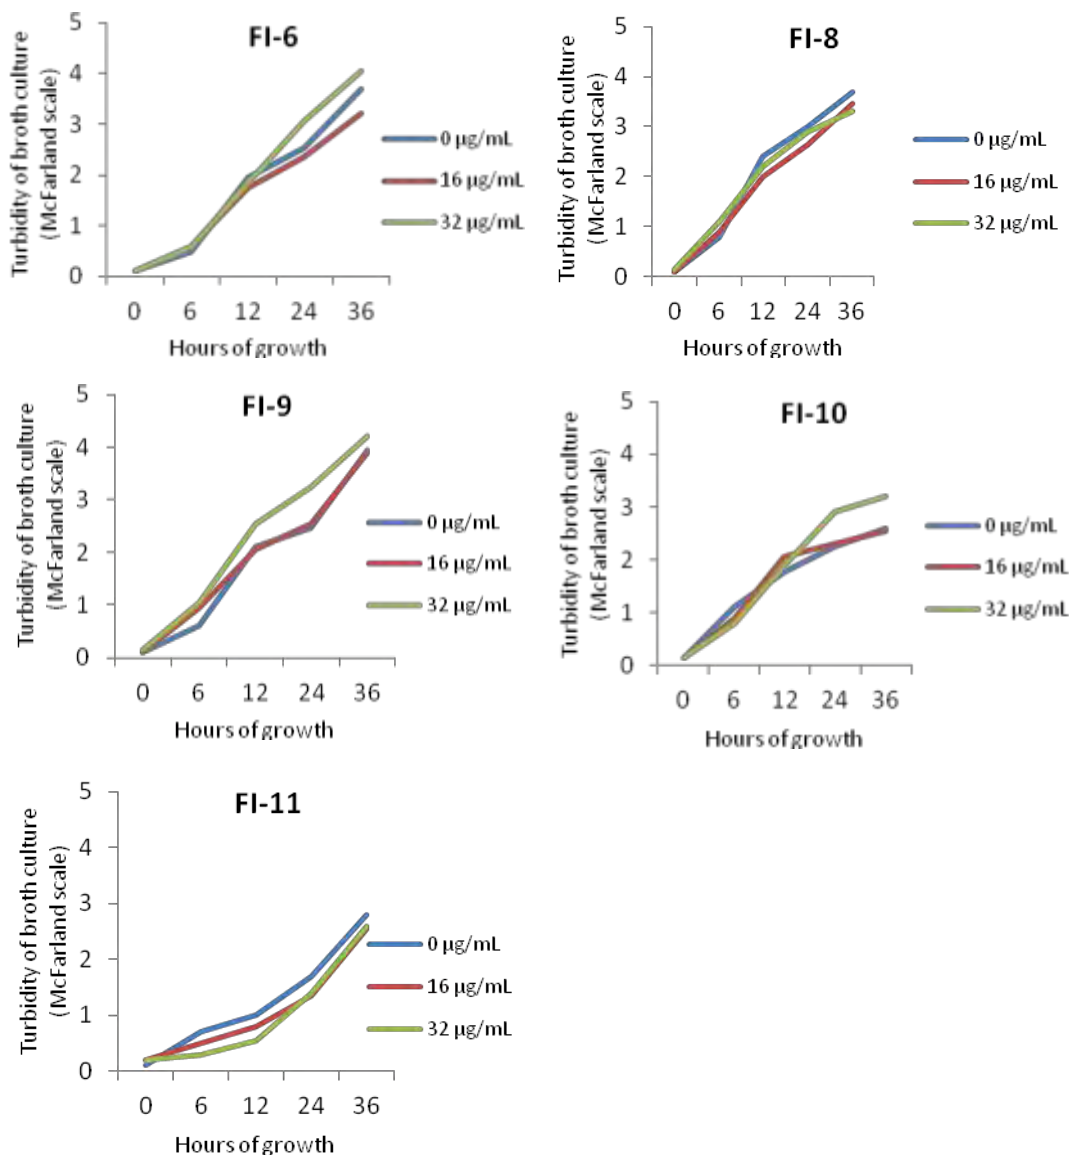 FI-6
Turbidity of broth culture
(McFarland scale)
5
4
3
2
1
0
0 6 12 24 36
Hours of growth
0 µg/mL
16 µg/mL
32 µg/mL
FI-8
Turbidity of broth culture
(McFarland scale)
5
4
3
2
1
0
0 6 12 24 36
Hours of growth
0 µg/mL
16 µg/mL
32 µg/mL
FI-9
Turbidity of broth culture
(McFarland scale)
5
4
3
2
1
0
0 6 12 24 36
Hours of growth
0 µg/mL
16 µg/mL
32 µg/mL
FI-10
Turbidity of broth culture
(McFarland scale)
5
4
3
2
1
0
0 6 12 24 36
Hours of growth
0 µg/mL
16 µg/mL
32 µg/mL
FI-11
Turbidity of broth culture
(McFarland scale)
5
4
3
2
1
0
0 6 12 24 36
Hours of growth
0 µg/mL
16 µg/mL
32 µg/mL